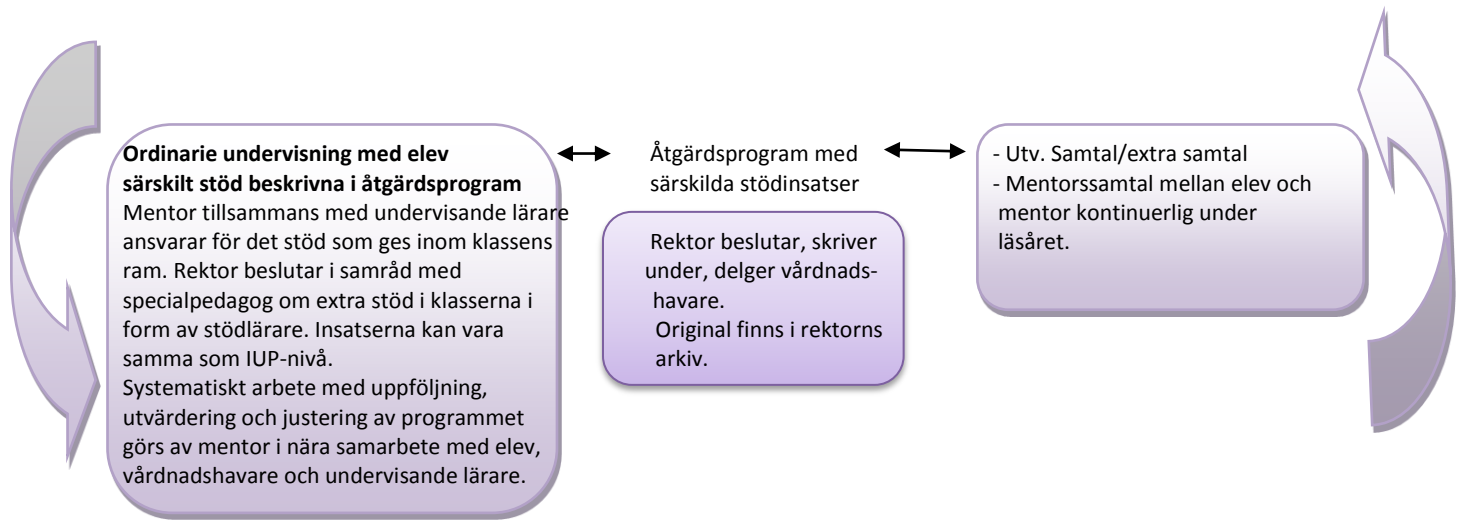 Ordinarie undervisning med elev
särskilt stöd beskrivna i åtgärdsprogram
Mentor tillsammans med undervisande lärare
ansvarar för det stöd som ges inom klassens
ram. Rektor beslutar i samråd med
specialpedagog om extra stöd i klasserna i
form av stödlärare. Insatserna kan vara
samma som IUP-nivå.
Systematiskt arbete med uppföljning,
utvärdering och justering av programmet
görs av mentor i nära samarbete med elev,
vårdnadshavare och undervisande lärare.
Åtgärdsprogram med
särskilda stödinsatser
Rektor beslutar, skriver
under, delger vårdnads-
havare.
Original finns i rektorns
arkiv.
- Utv. Samtal/extra samtal
- Mentorssamtal mellan elev och
mentor kontinuerlig under
läsåret.